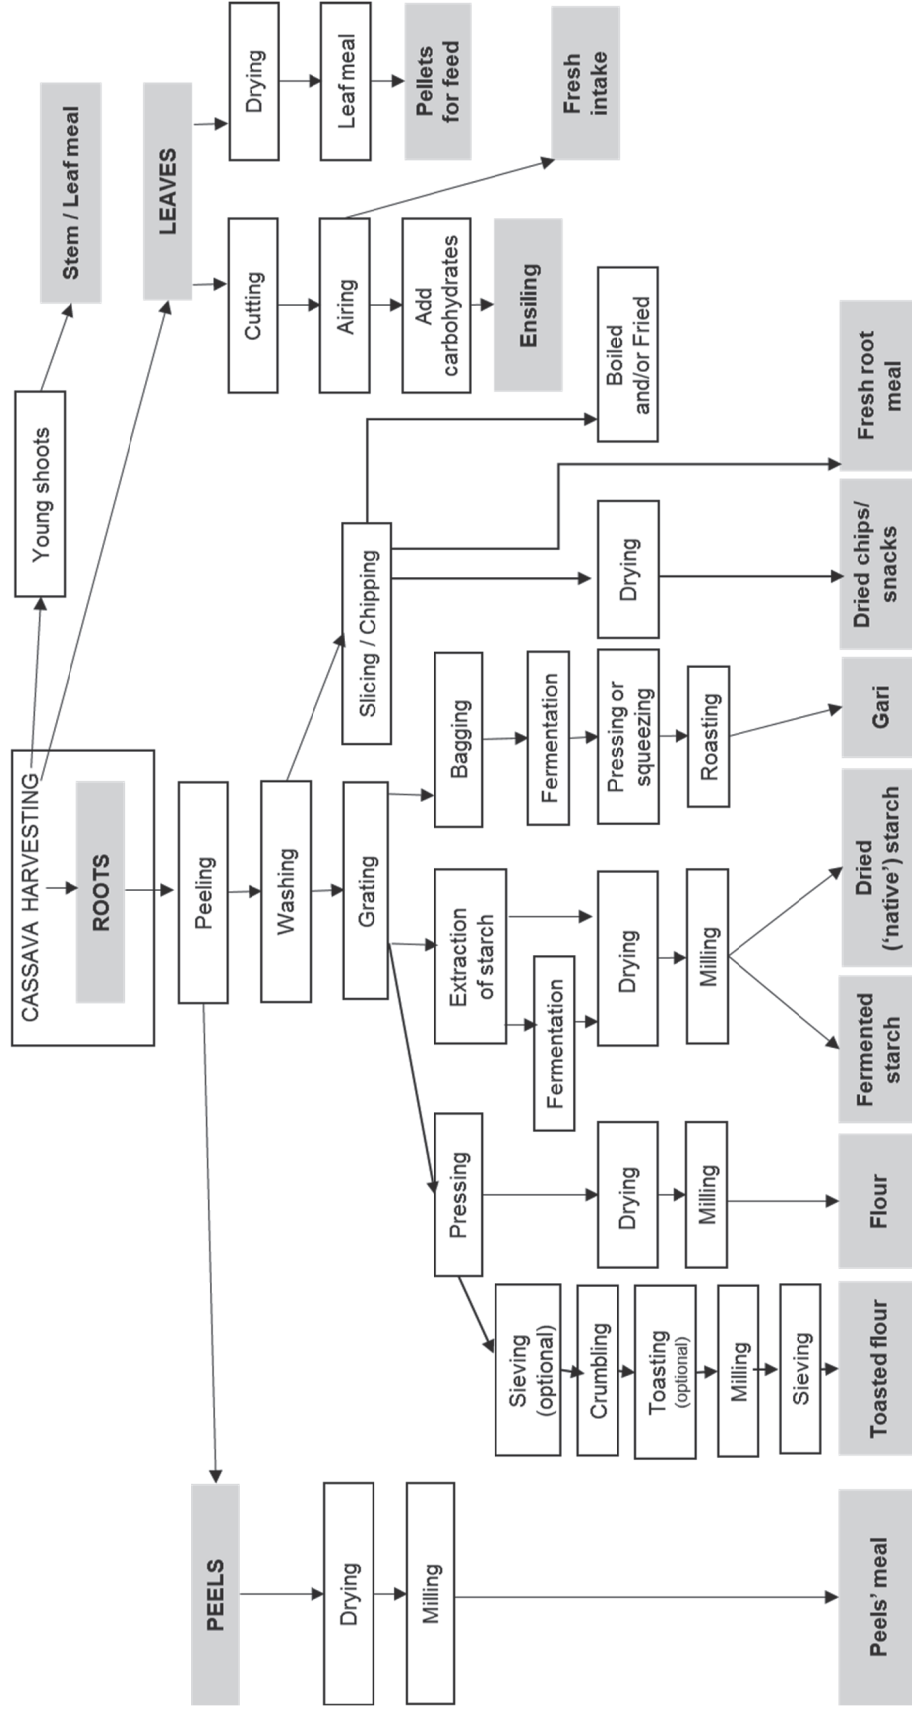 CASSAVA HARVESTING
ROOTS
Young shoots
Stem / Leaf meal
LEAVES
Peeling
Washing
Grating
Slicing / Chipping
Cutting
Airing
Add
carbohydrates
Ensiling
Drying
Leaf meal
Pellets
for feed
Fresh
intake
PEELS
Drying
Milling
Peels’ meal
Pressing
Sieving
(optional)
Crumbling
Toasting
(optional)
Milling
Sieving
Toasted flour
Drying
Milling
Flour
Extraction
of starch
Fermentation
Drying
Milling
Fermented
starch
Dried
(‘native’) starch
Bagging
Fermentation
Pressing or
squeezing
Roasting
Gari
Drying
Dried chips/
snacks
Boiled
and/or Fried
Fresh root
meal